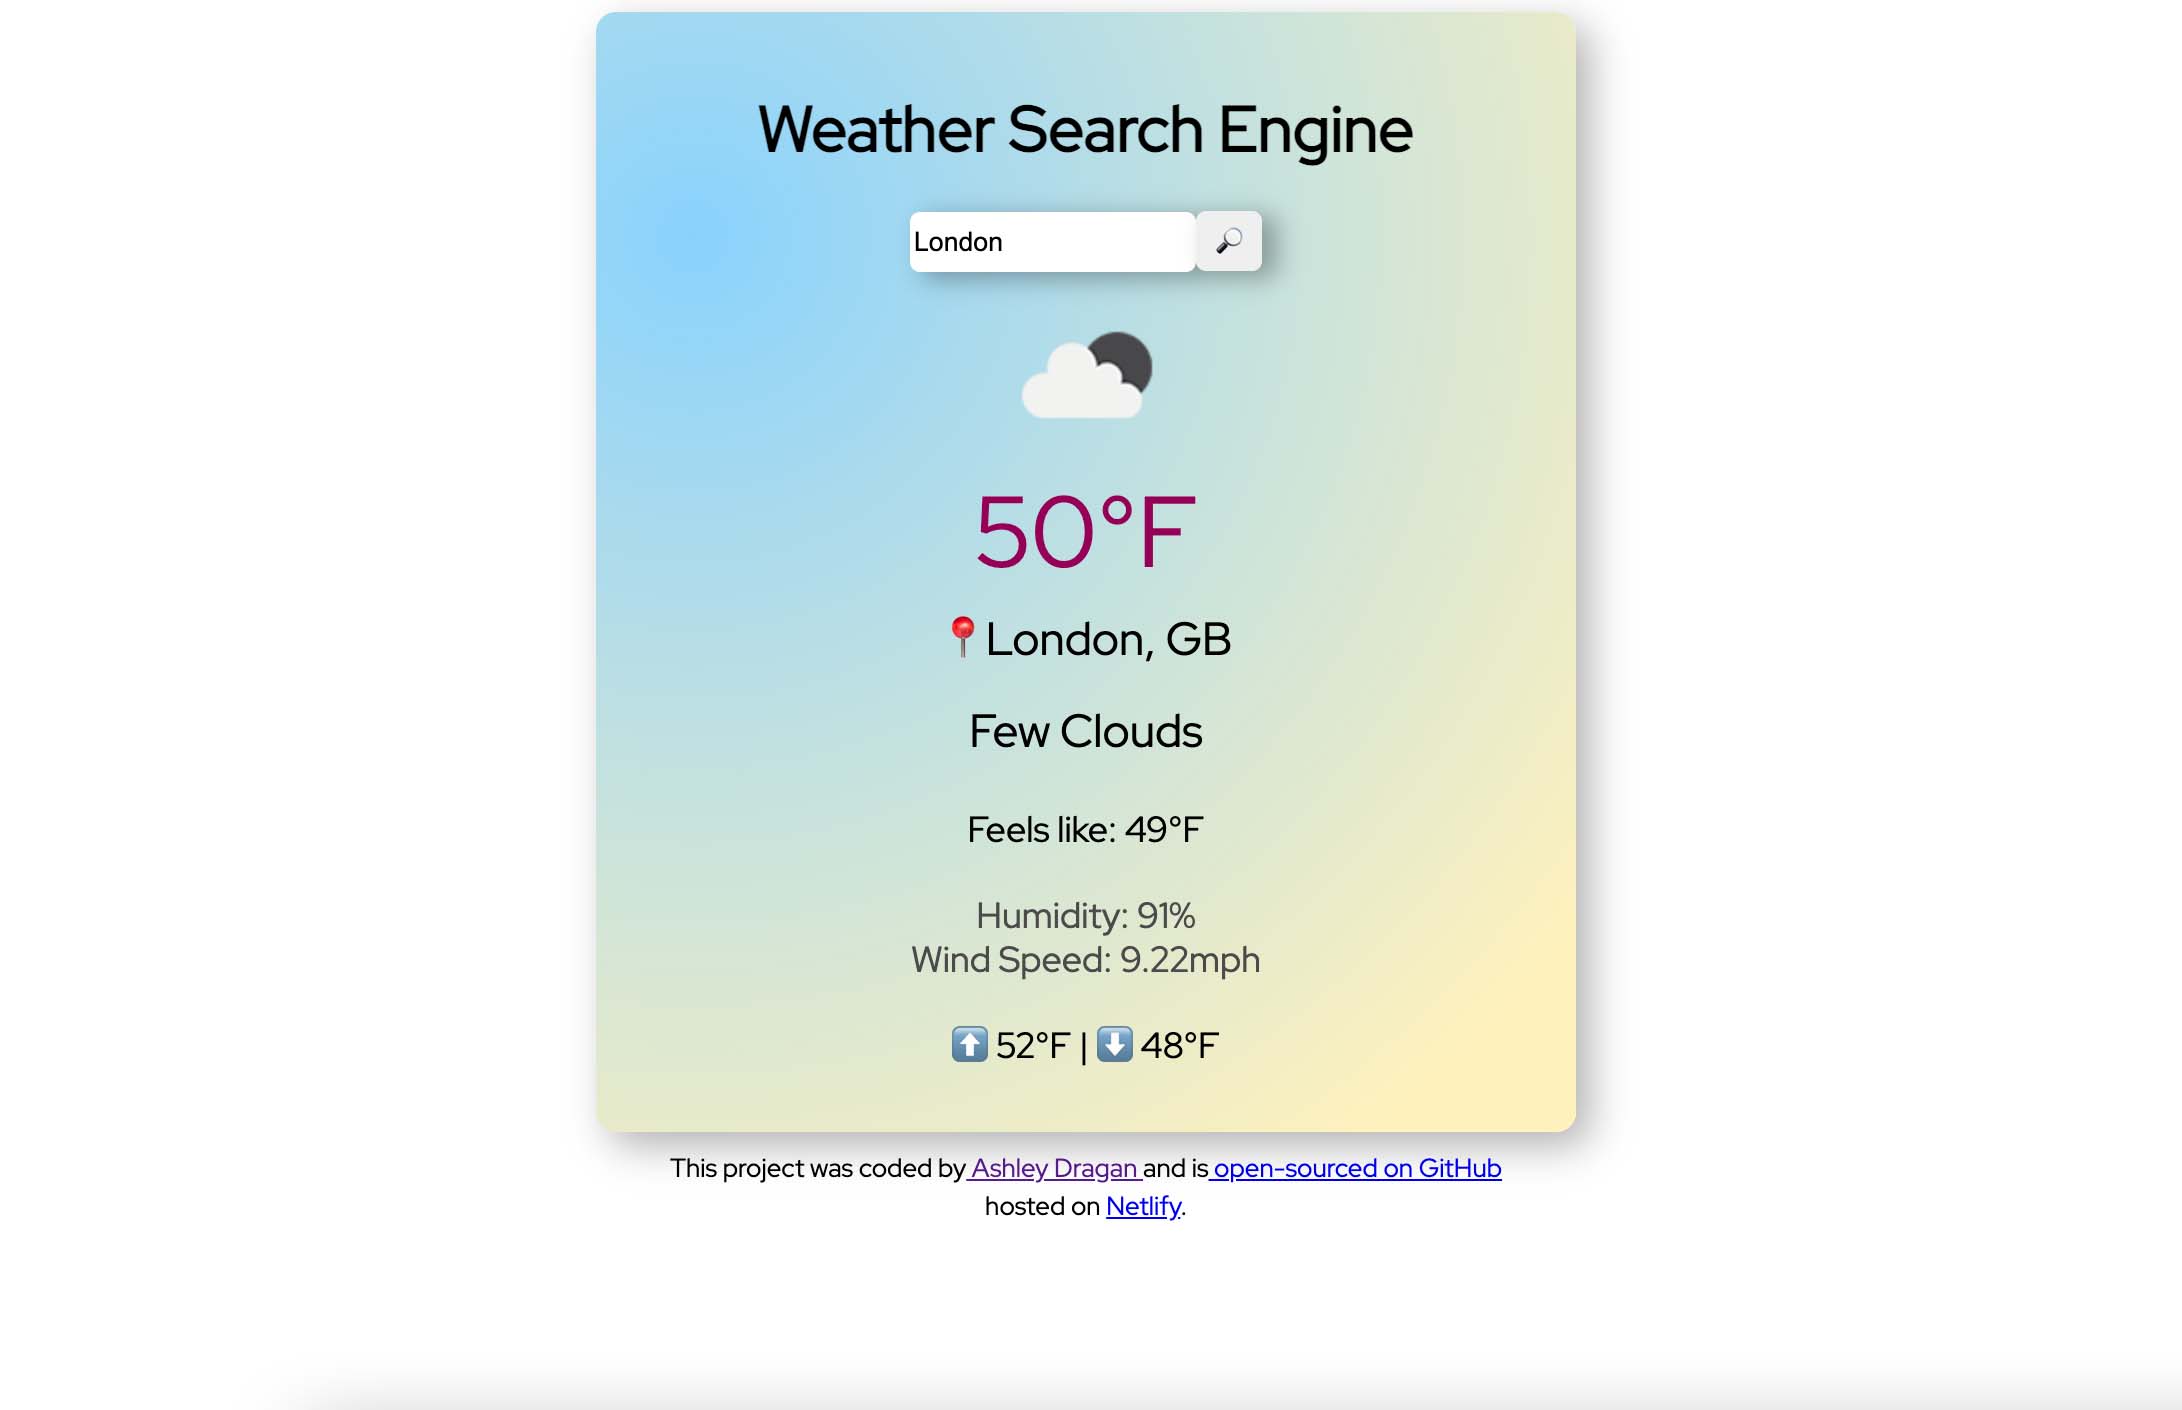 Weather Search Engine
London
50°F
📍London, GB
Few Clouds
Feels like: 49°F
Humidity: 91%
Wind Speed: 9.22mph
⬆️ 52°F | ⬇️ 48°F
This project was coded by Ashley Dragan and is open-sourced on GitHub
hosted on Netlify.